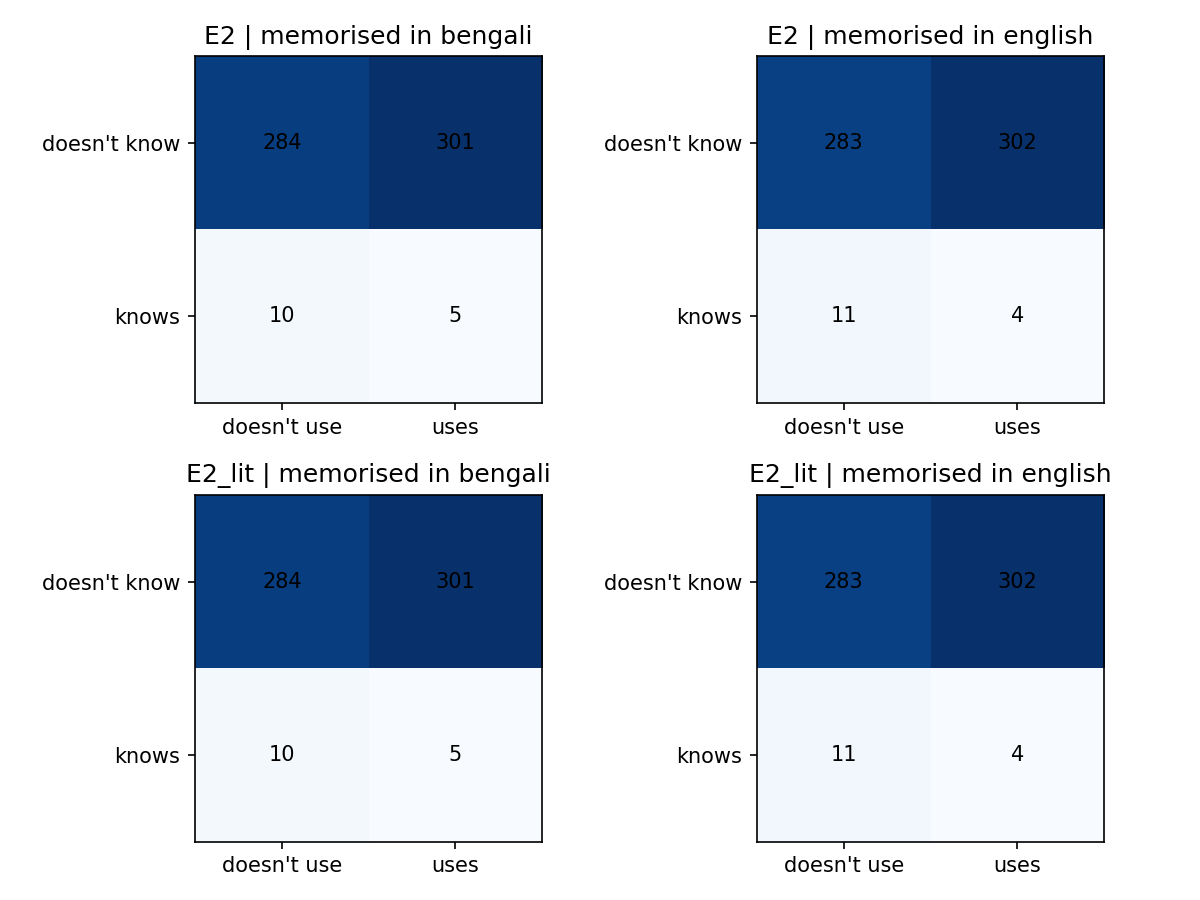 E2 | memorised in bengali
E2 | memorised in english
doesn't know
284
301
doesn't know
283
302
knows
10
5
knows
11
4
doesn't use
uses
doesn't use
uses
E2_lit | memorised in bengali
E2_lit | memorised in english
doesn't know
284
301
doesn't know
283
302
knows
10
5
knows
11
4
doesn't use
uses
doesn't use
uses